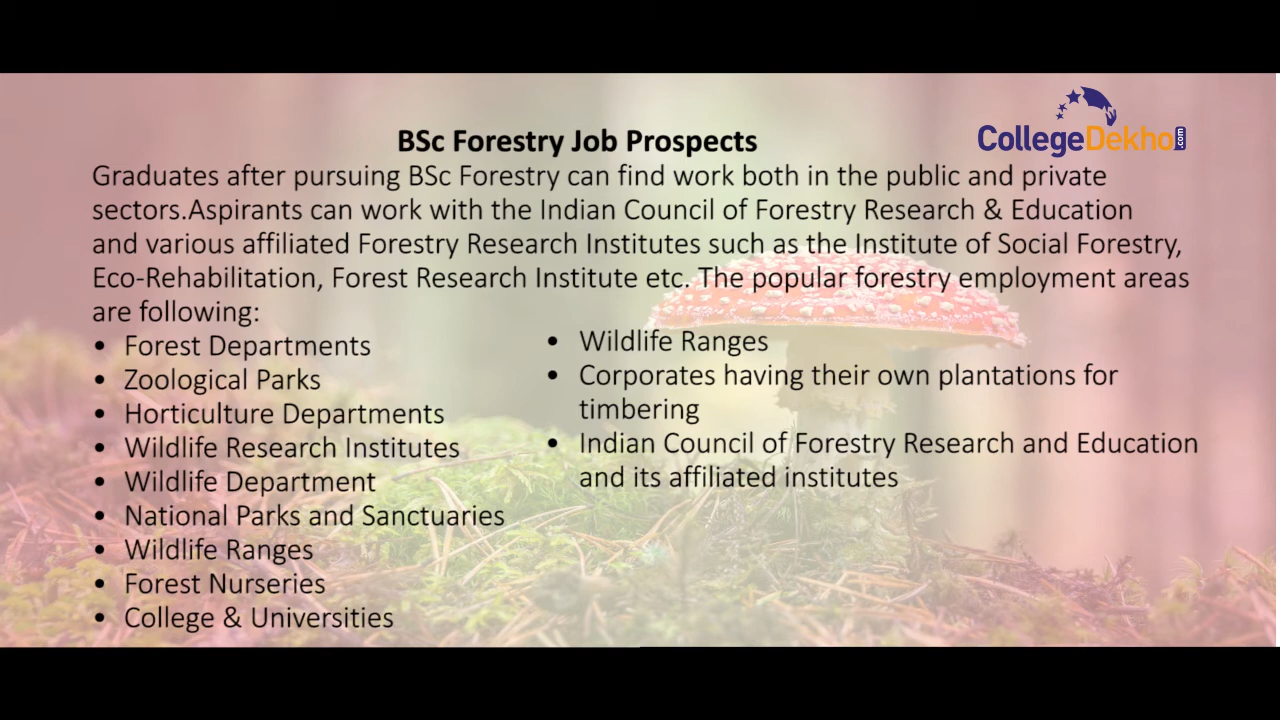 CollegeDekho.com
BSc Forestry Job Prospects
Graduates after pursuing BSc Forestry can find work both in the public and private
sectors.Aspirants can work with the Indian Council of Forestry Research & Education
and various affiliated Forestry Research Institutes such as the Institute of Social Forestry,
Eco-Rehabilitation, Forest Research Institute etc. The popular forestry employment areas
are following:
• Forest Departments
• Zoological Parks
• Horticulture Departments
• Wildlife Research Institutes
• Wildlife Department
• National Parks and Sanctuaries
• Wildlife Ranges
• Forest Nurseries
• College & Universities
• Wildlife Ranges
• Corporates having their own plantations for
timbering
• Indian Council of Forestry Research and Education
and its affiliated institutes